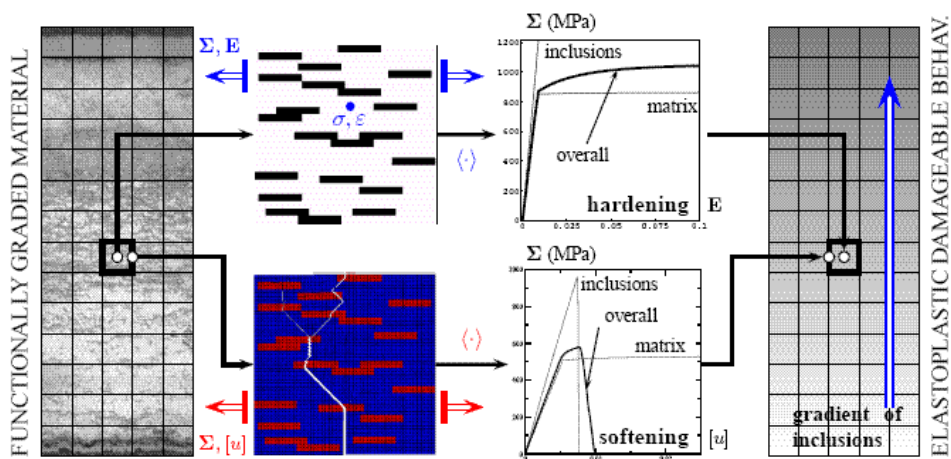 FUNCTIONALLY GRADED MATERIAL
Σ, E
σ, ε
⟨·⟩
Σ (MPa)
1200
1000
800
600
400
200
0
inclusions
matrix
overall
hardening
0
0.025
0.05
0.075
0.1
E
Σ, [u]
⟨·⟩
Σ (MPa)
inclusions
overall
matrix
softening
[u]
gradient of
inclusions
ELASTOPLASTIC DAMAGEABLE BEHAV.